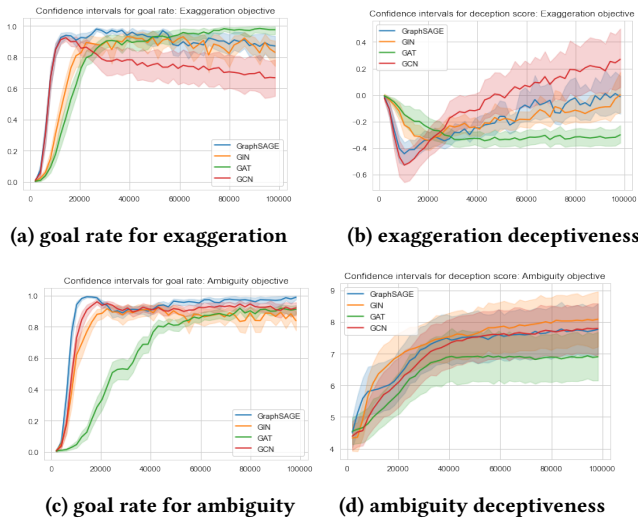 Confidence intervals for goal rate: Exaggeration objective
1.0
0.8
0.6
0.4
0.2
0.0
GraphSAGE
GIN
GAT
GCN
0 20000 40000 60000 80000 100000
(a) goal rate for exaggeration
Confidence intervals for deception score: Exaggeration objective
0.4
0.2
0.0
−0.2
−0.4
−0.6
GraphSAGE
GIN
GAT
GCN
0 20000 40000 60000 80000 100000
(b) exaggeration deceptiveness
Confidence intervals for goal rate: Ambiguity objective
1.0
0.8
0.6
0.4
0.2
0.0
GraphSAGE
GIN
GAT
GCN
0 20000 40000 60000 80000 100000
(c) goal rate for ambiguity
Confidence intervals for deception score: Ambiguity objective
9
8
7
6
5
4
GraphSAGE
GIN
GAT
GCN
0 20000 40000 60000 80000 100000
(d) ambiguity deceptiveness